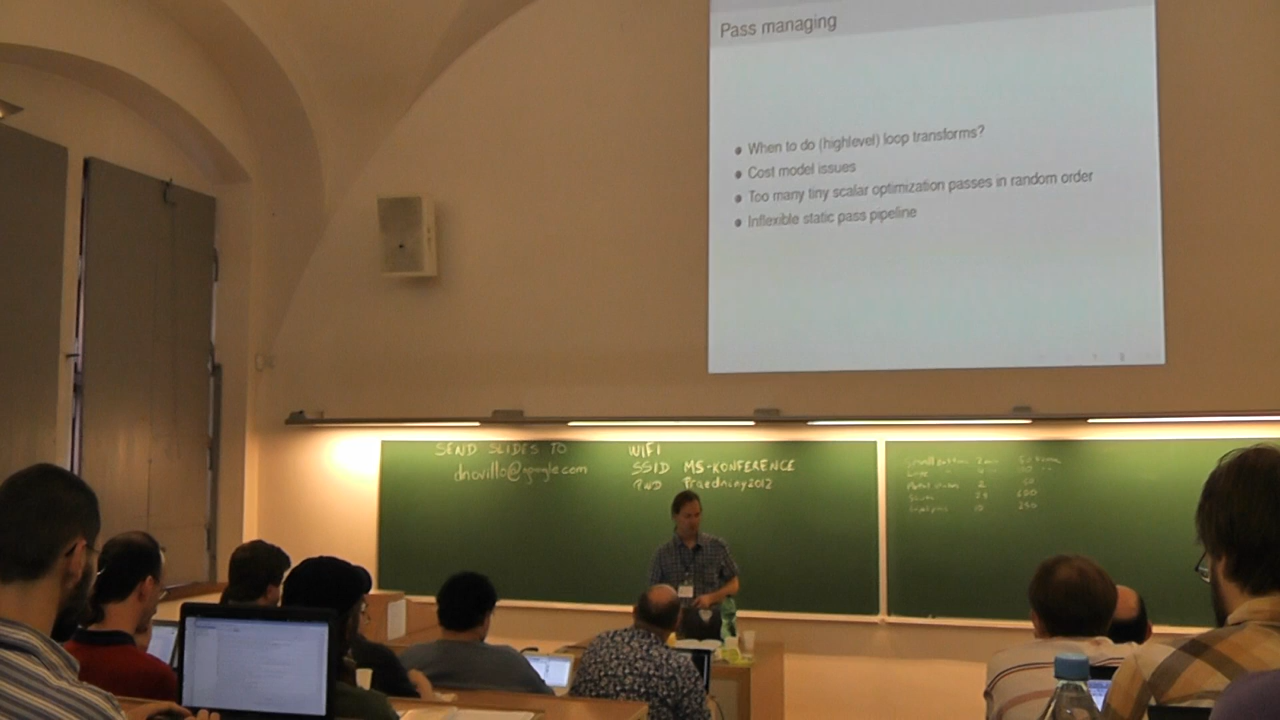 Pass managing
When to do (highlevel) loop transforms?
Cost model issues
Too many tiny scalar optimization passes in random order
Inflexible static pass pipeline
SEND SLIDES TO
dnovillo@google.com
WIFI
SSID MS-KONFERENCE
PWD Praedniny2012